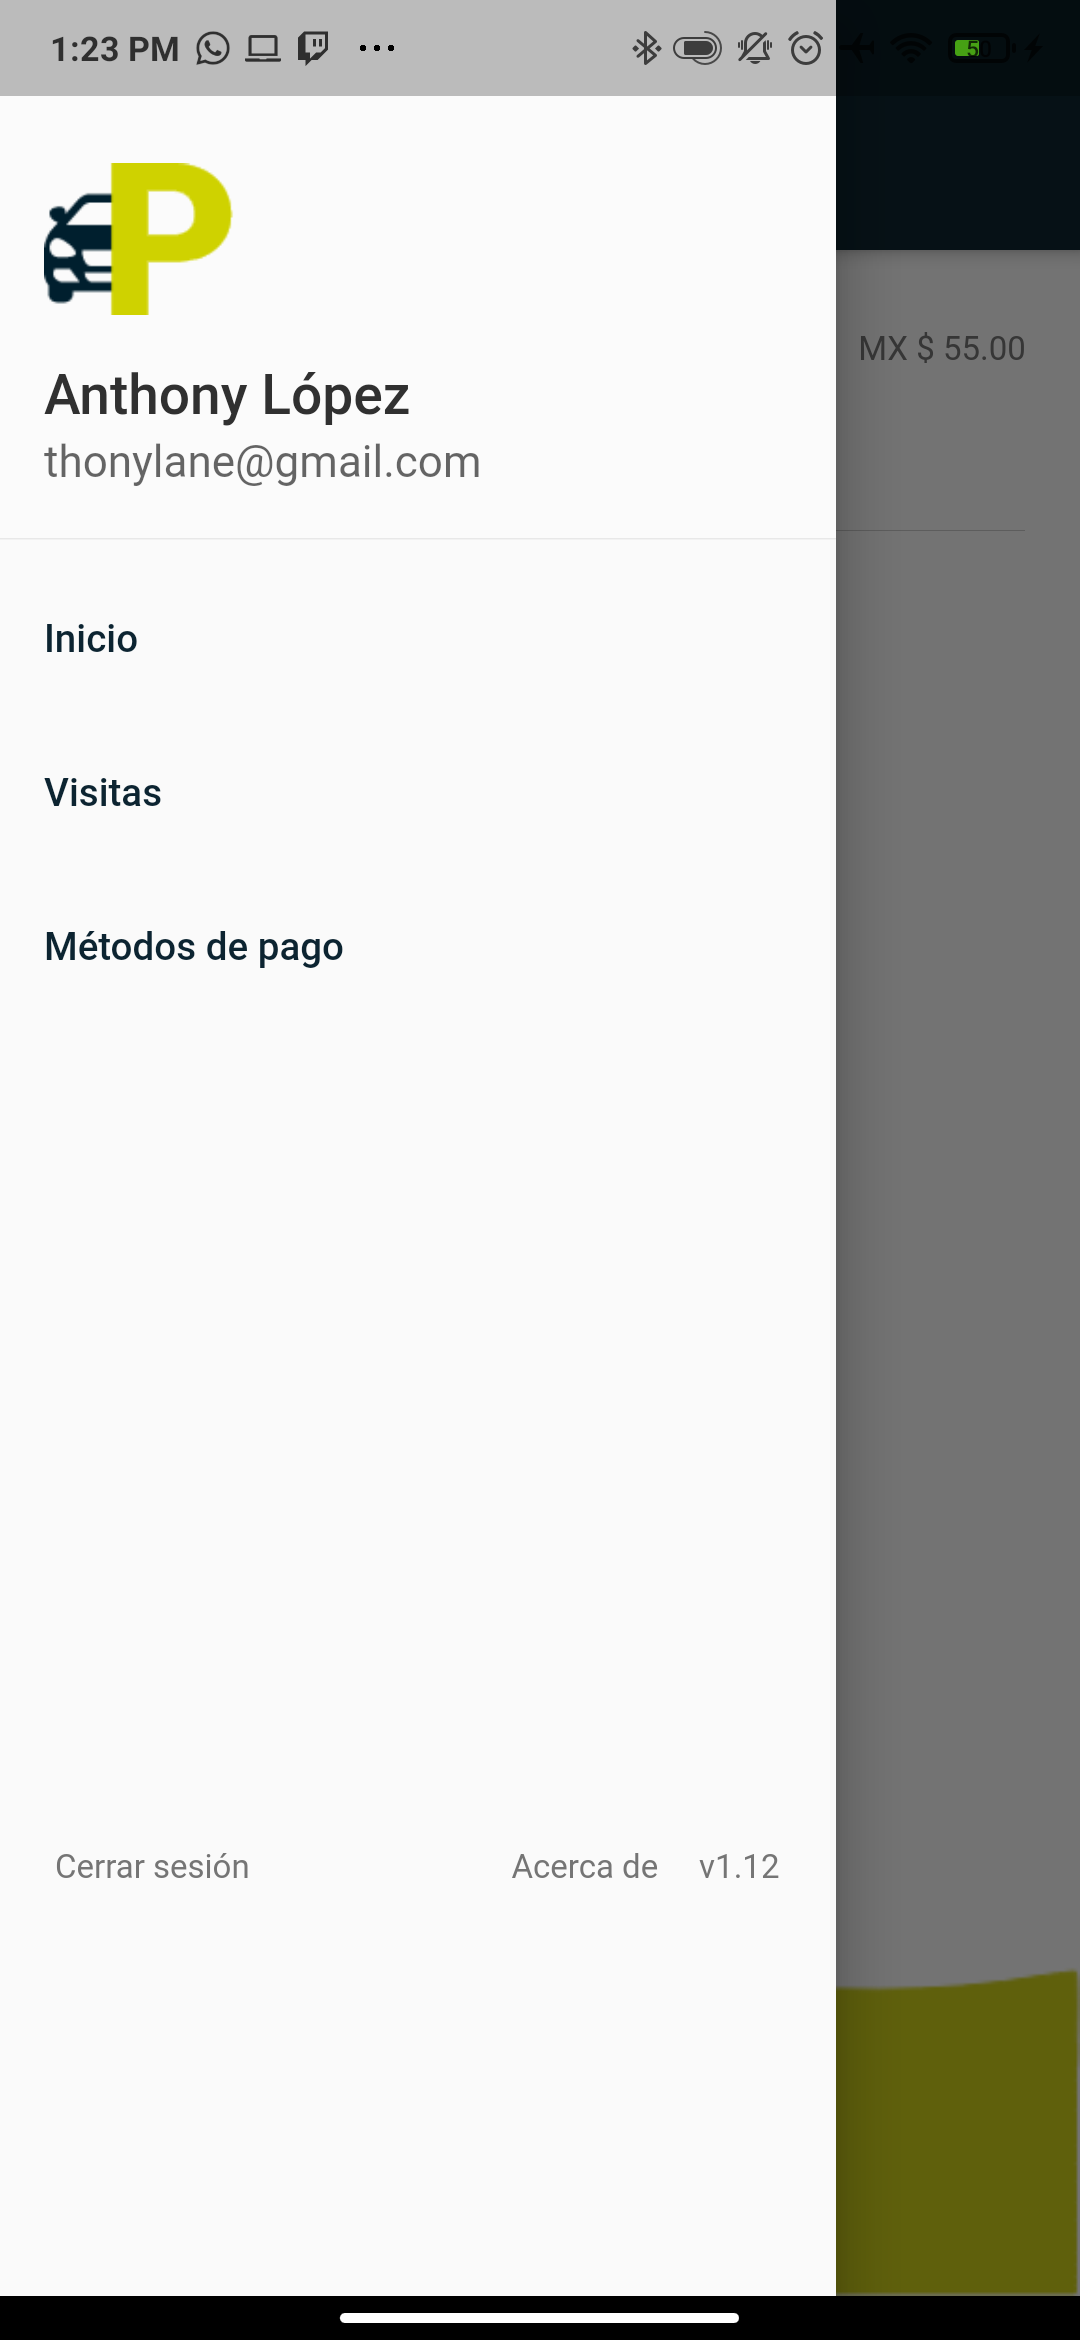 1:23 PM
50
P
MX $ 55.00
Anthony López
thonylane@gmail.com
Inicio
Visitas
Métodos de pago
Cerrar sesión
Acerca de
v1.12